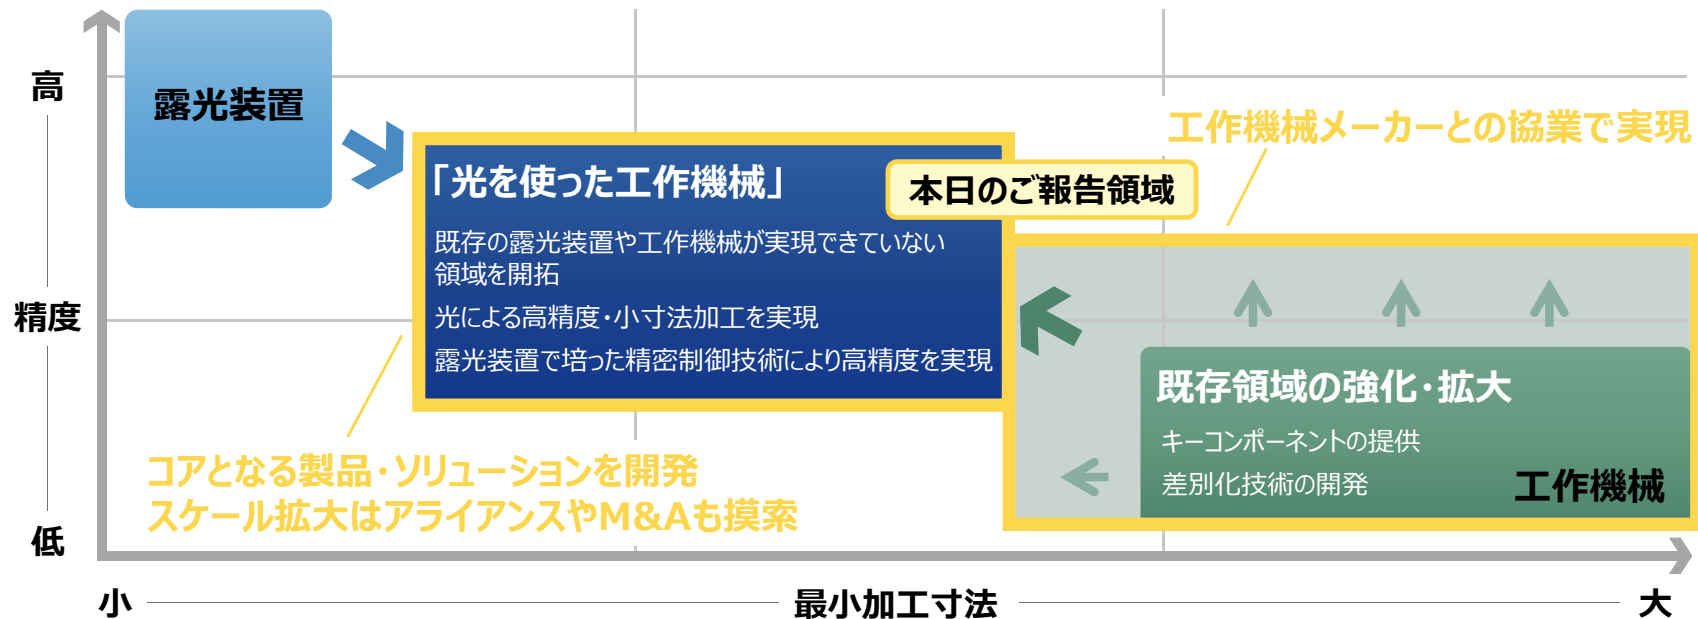 高
精度
低
露光装置
「光を使った工作機械」
既存の露光装置や工作機械が実現できていない
領域を開拓
光による高精度・小寸法加工を実現
露光装置で培った精密制御技術により高精度を実現
本日のご報告領域
工作機械メーカーとの協業で実現
既存領域の強化・拡大
キーコンポーネントの提供
差別化技術の開発
工作機械
コアとなる製品・ソリューションを開発
スケール拡大はアライアンスやM&Aも摸索
小
最小加工寸法
大